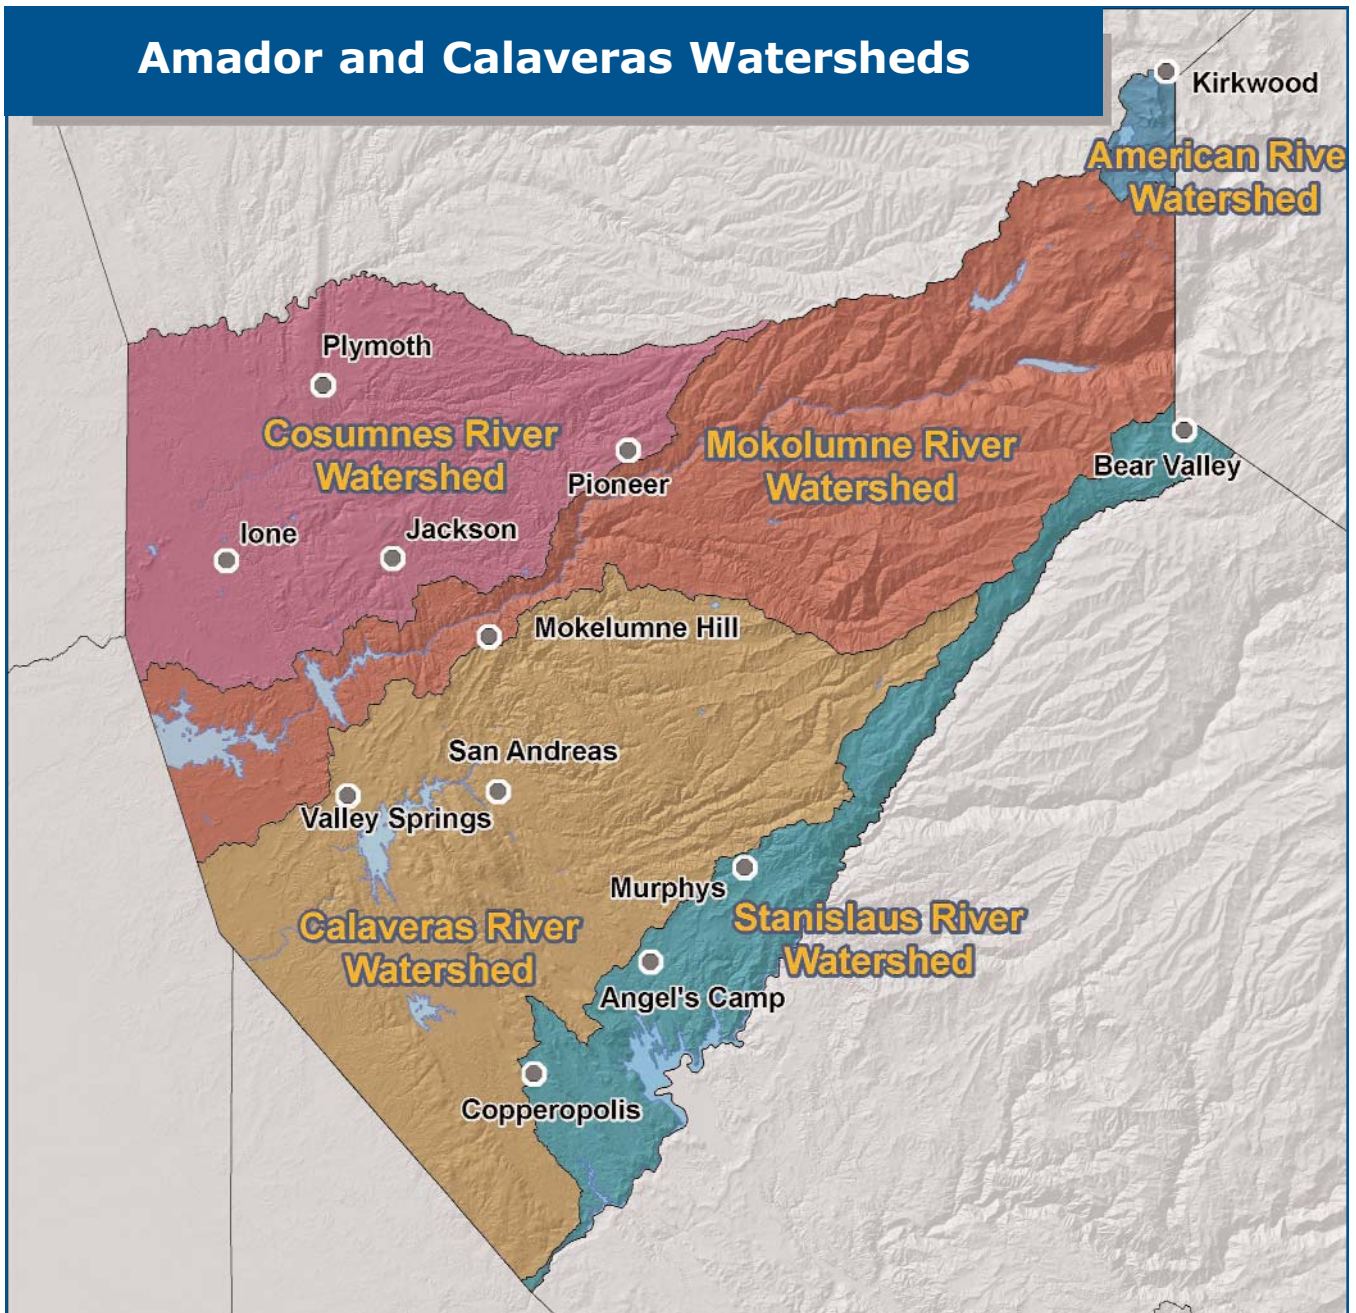 Amador and Calaveras Watersheds
Kirkwood
American Rive
Watershed
Plymoth
Cosumnes River
Watershed
Mokolumne River
Watershed
Bear Valley
Pioneer
Ione
Jackson
Mokelumne Hill
San Andreas
Valley Springs
Murphys
Calaveras River
Watershed
Stanislaus River
Watershed
Angel's Camp
Copperopolis